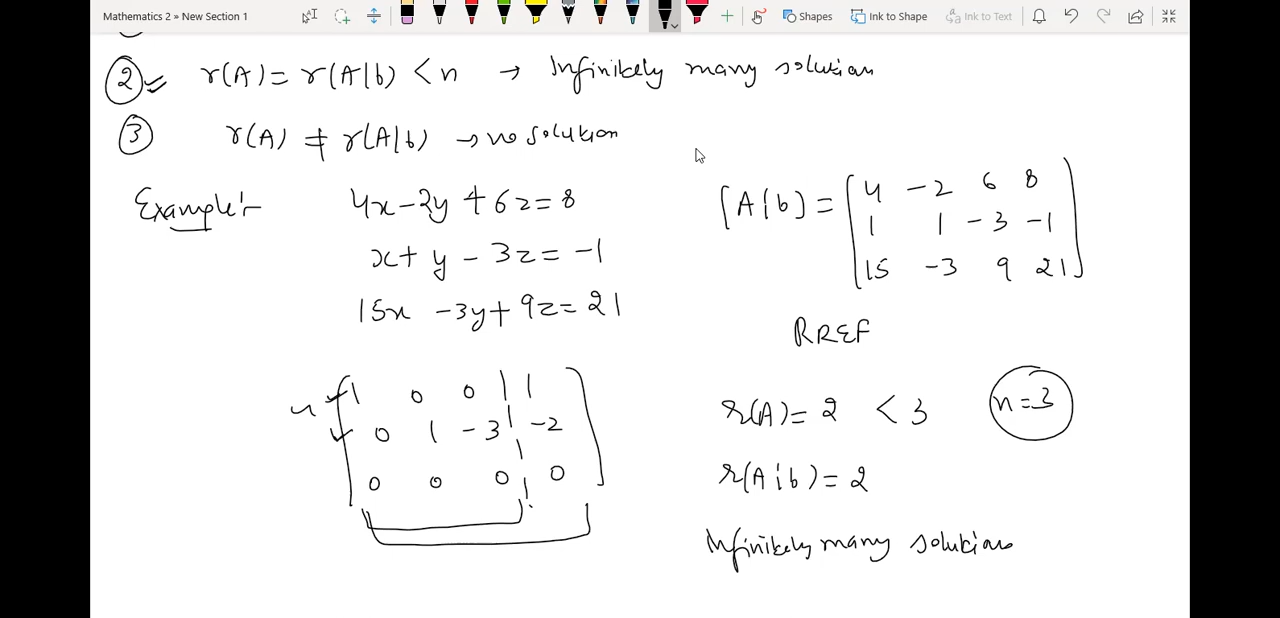 Mathematics 2 » New Section 1
Shapes
Ink to Shape
Ink to Text
② r(A) = r(A|b) < n → Infinitely many solution
③ r(A) ≠ r(A|b) → no solution
Example:-
4x-2y+6z=8
x+y-3z=-1
15x-3y+9z=21
[A|b] = [4 -2 6 8
1 1 -3 -1
15 -3 9 21]
RREF
[1 0 0 | 1
0 1 -3 | -2
0 0 0 | 0]
r(A)=2 < 3
n=3
r(A|b)=2
Infinitely many solutions